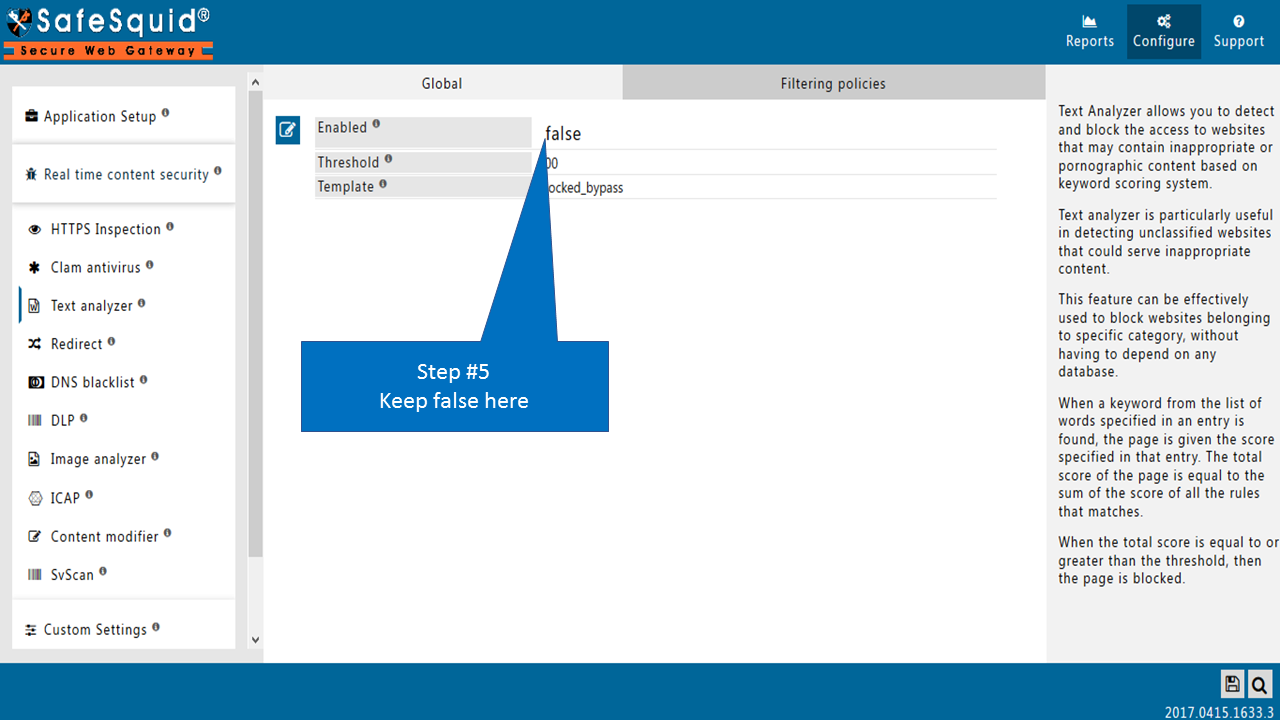 SafeSquid®
Secure Web Gateway
Reports
Configure
Support
Application Setup
Real time content security
HTTPS Inspection
Clam antivirus
Text analyzer
Redirect
DNS blacklist
DLP
Image analyzer
ICAP
Content modifier
SvScan
Custom Settings
Global
Filtering policies
Enabled
false
Threshold
00
Template
ocked_bypass
Step #5
Keep false here
Text Analyzer allows you to detect
and block the access to websites
that may contain inappropriate or
pornographic content based on
keyword scoring system.
Text analyzer is particularly useful
in detecting unclassified websites
that could serve inappropriate
content.
This feature can be effectively
used to block websites belonging
to specific category, without
having to depend on any
database.
When a keyword from the list of
words specified in an entry is
found, the page is given the score
specified in that entry. The total
score of the page is equal to the
sum of the score of all the rules
that matches.
When the total score is equal to or
greater than the threshold, then
the page is blocked.
2017.0415.1633.3